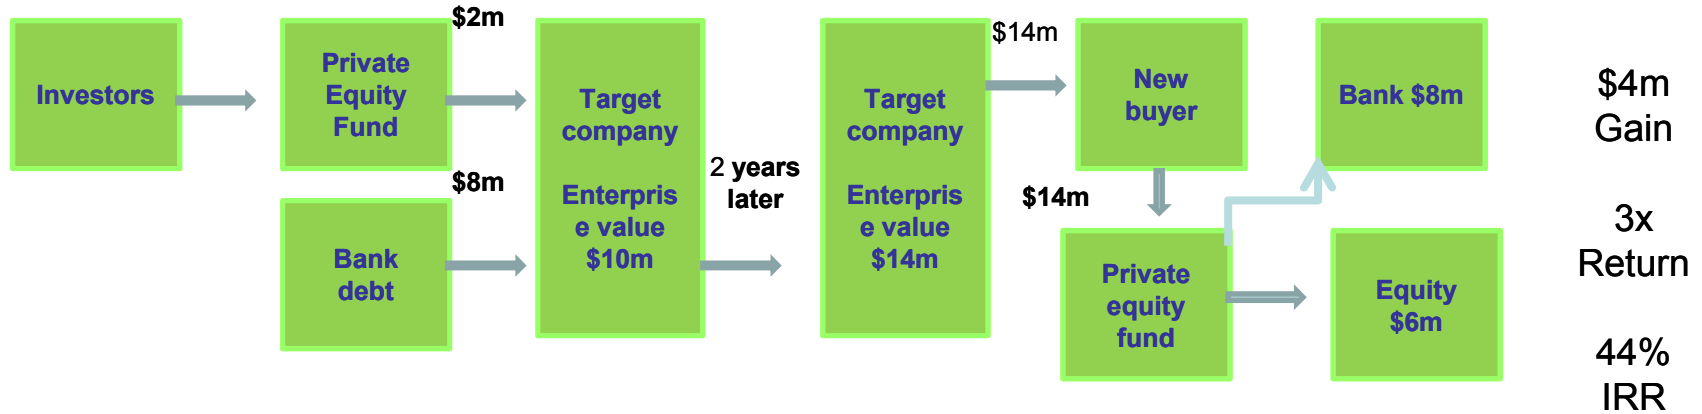 Investors
$2m
Private
Equity
Fund
$8m
Bank
debt
Target
company
Enterpris
e value
$10m
2 years
later
Target
company
Enterpris
e value
$14m
$14m
New
buyer
$14m
Private
equity
fund
Bank $8m
Equity
$6m
$4m
Gain
3x
Return
44%
IRR